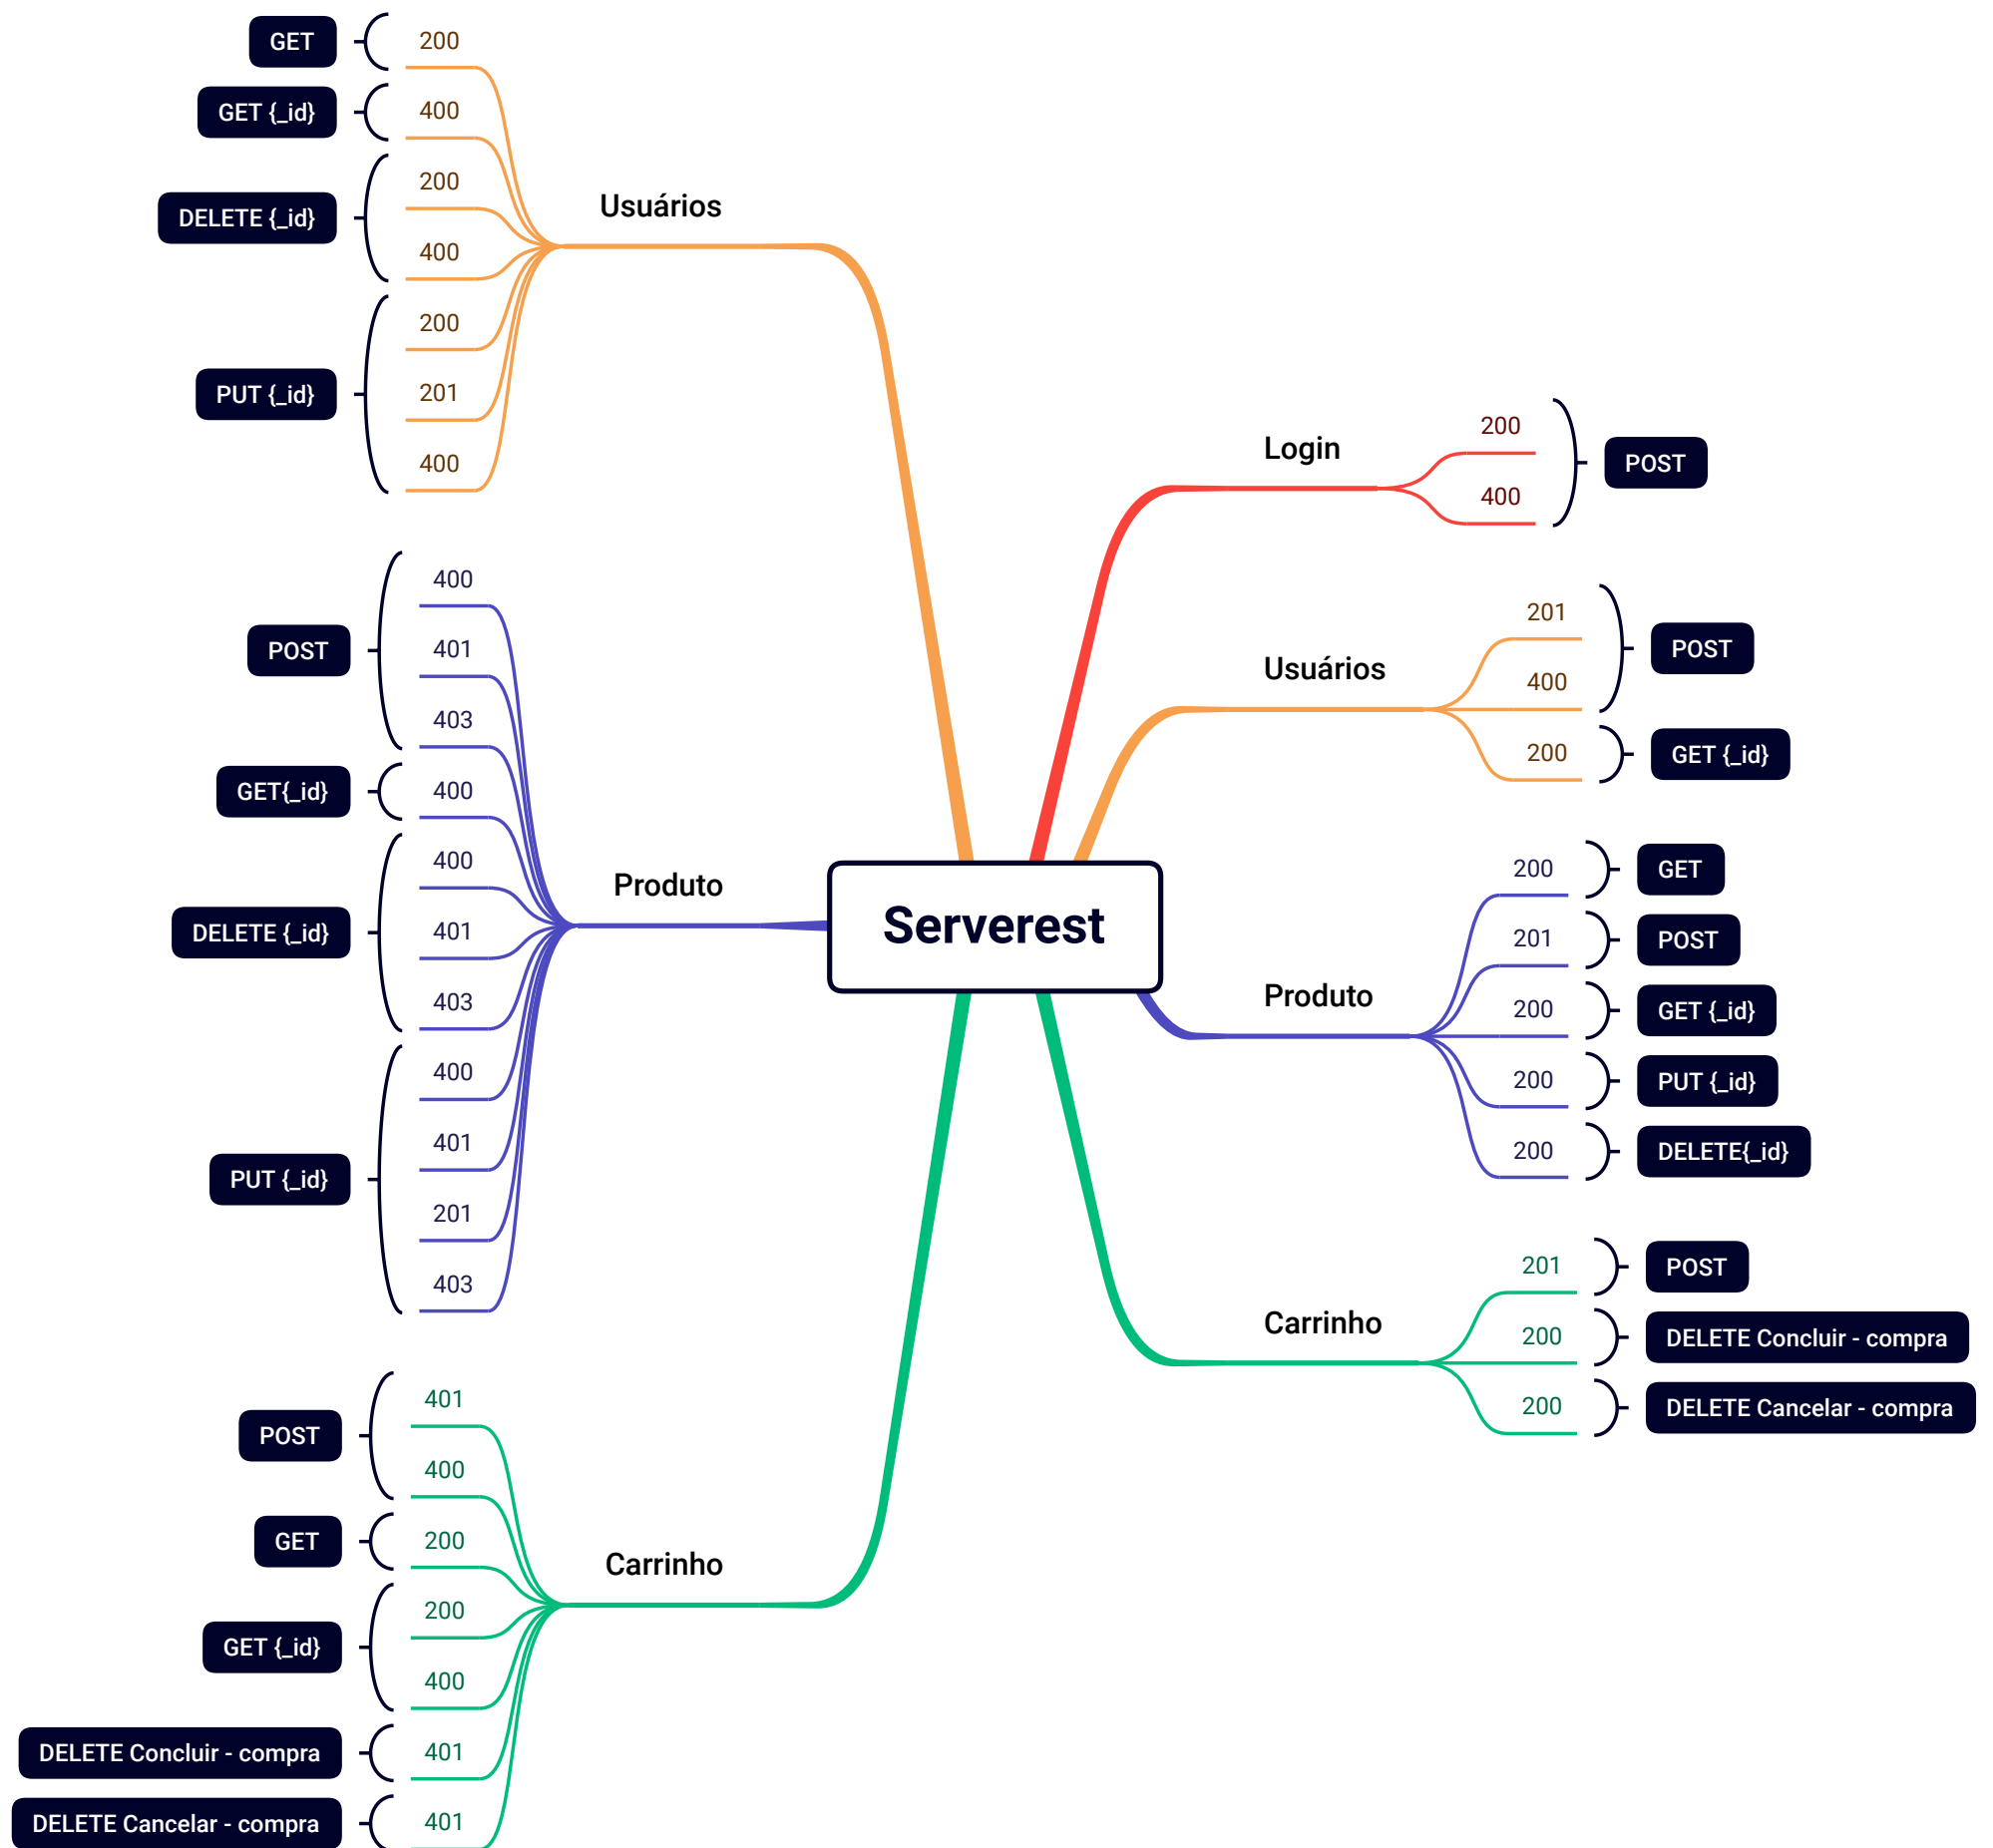 Serverest
Usuários
GET
200
GET {_id}
400
DELETE {_id}
200
400
PUT {_id}
200
201
400
Produto
POST
400
401
403
GET{_id}
400
DELETE {_id}
400
401
403
PUT {_id}
400
401
201
403
Carrinho
POST
401
400
GET
200
GET {_id}
200
400
DELETE Concluir - compra
401
DELETE Cancelar - compra
401
Login
200
400
POST
Usuários
201
400
POST
200
GET {_id}
Produto
200
GET
201
POST
200
GET {_id}
200
PUT {_id}
200
DELETE{_id}
Carrinho
201
POST
200
DELETE Concluir - compra
200
DELETE Cancelar - compra